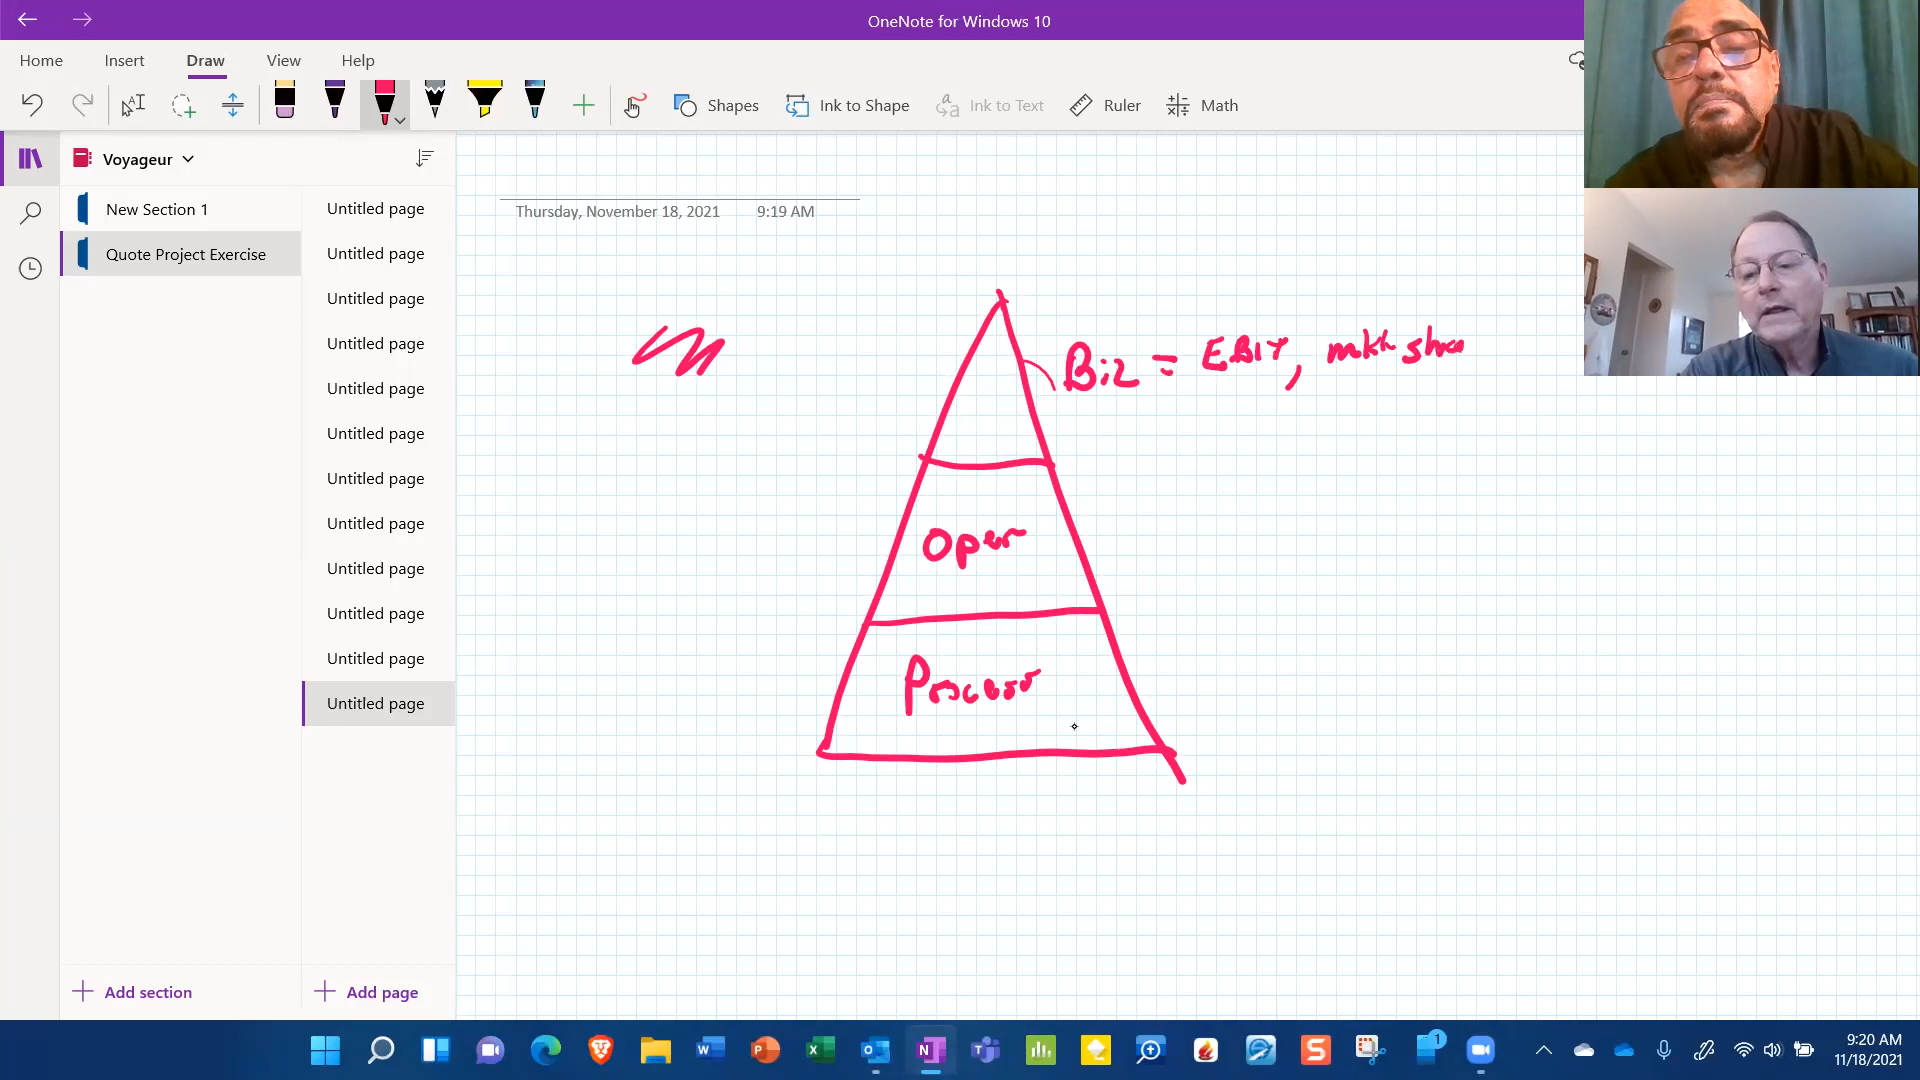 OneNote for Windows 10
Home Insert Draw View Help
Shapes Ink to Shape Ink to Text Ruler Math
Voyageur
New Section 1
Quote Project Exercise
Untitled page
Untitled page
Untitled page
Untitled page
Untitled page
Untitled page
Untitled page
Untitled page
Untitled page
Untitled page
Untitled page
Untitled page
Add section
Add page
Thursday, November 18, 2021 9:19 AM
Biz = EBIT, mkt share
Oper
Process
9:20 AM
11/18/2021
1